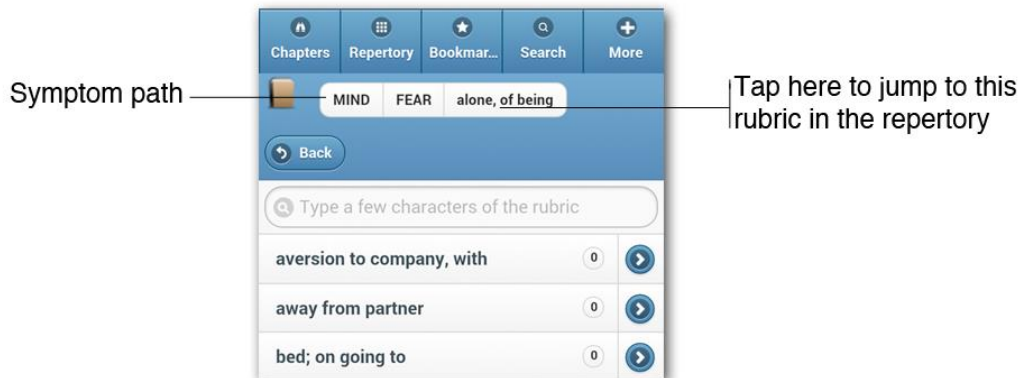 Chapters Repertory Bookmar... Search More
Symptom path
MIND FEAR alone, of being
Tap here to jump to this
rubric in the repertory
Back
Type a few characters of the rubric
aversion to company, with 0
away from partner 0
bed; on going to 0